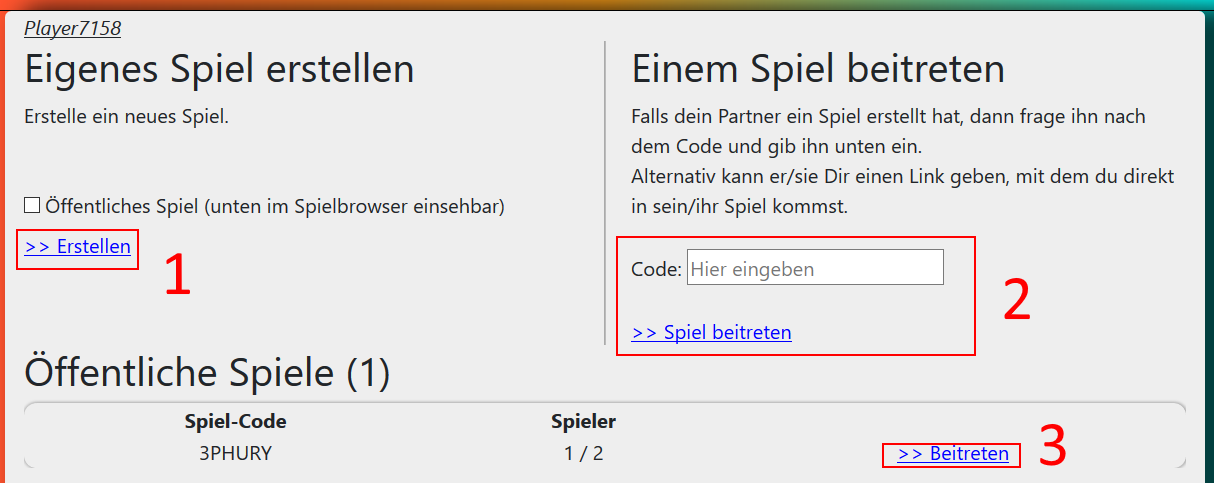 Player7158
Eigenes Spiel erstellen
Erstelle ein neues Spiel.
Öffentliches Spiel (unten im Spielbrowser einsehbar)
>> Erstellen
1
Einem Spiel beitreten
Falls dein Partner ein Spiel erstellt hat, dann frage ihn nach
dem Code und gib ihn unten ein.
Alternativ kann er/sie Dir einen Link geben, mit dem du direkt
in sein/ihr Spiel kommst.
Code: Hier eingeben
2
>> Spiel beitreten
Öffentliche Spiele (1)
Spiel-Code Spieler
3PHURY 1 / 2 >> Beitreten 3